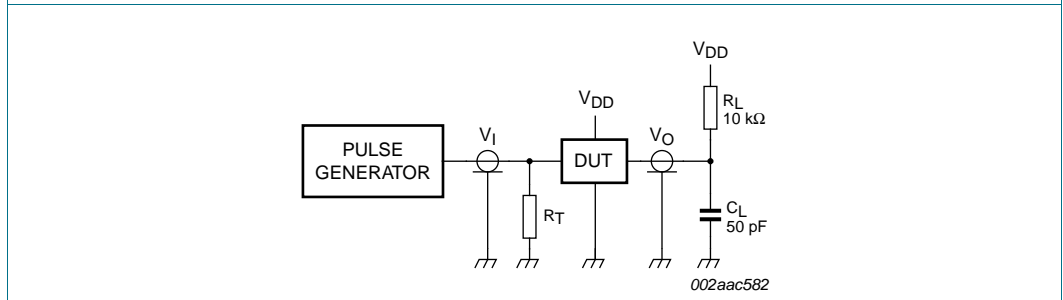 VDD
RL
10 kΩ
VDD
VI
VO
PULSE
GENERATOR
DUT
RT
CL
50 pF
002aac582